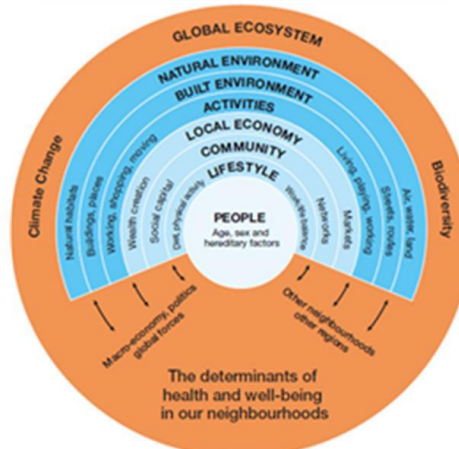 GLOBAL ECOSYSTEM
NATURAL ENVIRONMENT
BUILT ENVIRONMENT
ACTIVITIES
LOCAL ECONOMY
COMMUNITY
LIFESTYLE
PEOPLE
Age, sex and
hereditary factors
Climate Change
Natural habitats
Buildings, places
Working, shopping, moving
Wealth creation
Social capital
Diet, physical activity
Work/life balance
Networks
Markets
Living, playing, working
Streets, routes
Air, water, land
Biodiversity
Macro-economy, politics
global forces
Other neighbourhoods
other regions
The determinants of
health and well-being
in our neighbourhoods